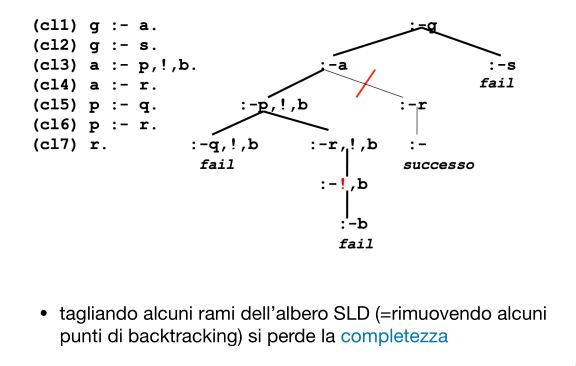 (cl1) g :- a.
(cl2) g :- s.
(cl3) a :- p,!,b.
(cl4) a :- r.
(cl5) p :- q.
(cl6) p :- r.
(cl7) r.
:-g
:-a
:-s
fail
:-p,!,b
:-r
:-q,!,b
:-r,!,b
:-
fail
successo
:-!,b
:-b
fail
• tagliando alcuni rami dell'albero SLD (=rimuovendo alcuni
punti di backtracking) si perde la completezza